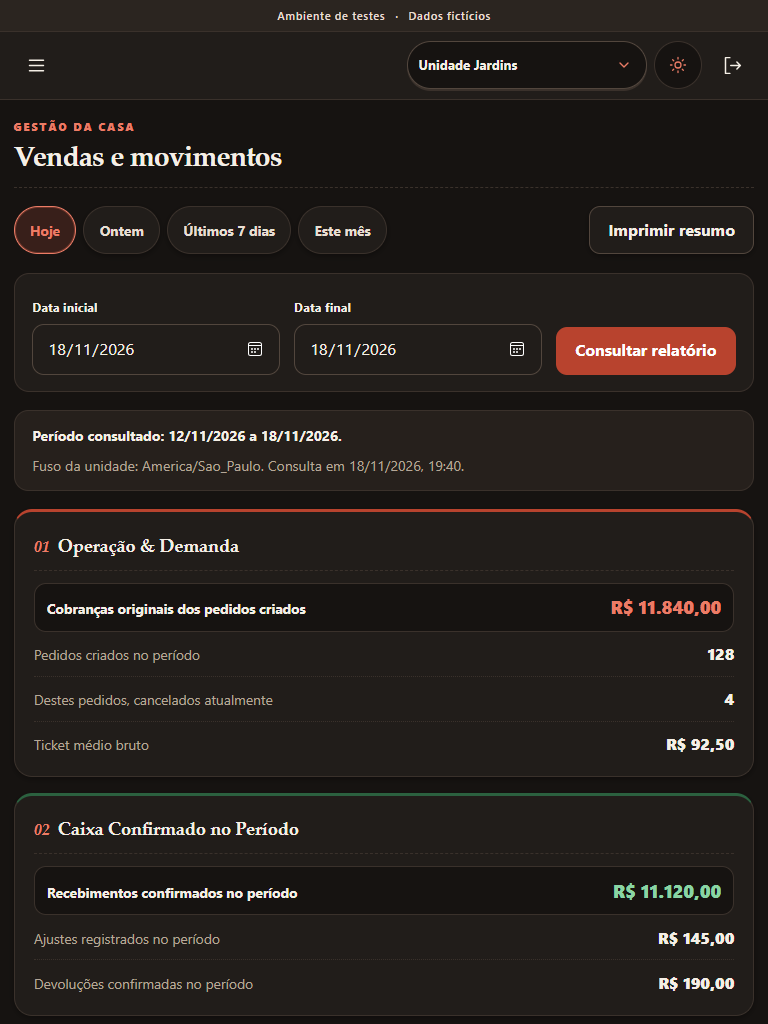 Ambiente de testes · Dados fictícios
Unidade Jardins
GESTÃO DA CASA
Vendas e movimentos
Hoje Ontem Últimos 7 dias Este mês Imprimir resumo
Data inicial Data final
18/11/2026 18/11/2026 Consultar relatório
Período consultado: 12/11/2026 a 18/11/2026.
Fuso da unidade: America/Sao_Paulo. Consulta em 18/11/2026, 19:40.
01 Operação & Demanda
Cobranças originais dos pedidos criados R$ 11.840,00
Pedidos criados no período 128
Destes pedidos, cancelados atualmente 4
Ticket médio bruto R$ 92,50
02 Caixa Confirmado no Período
Recebimentos confirmados no período R$ 11.120,00
Ajustes registrados no período R$ 145,00
Devoluções confirmadas no período R$ 190,00